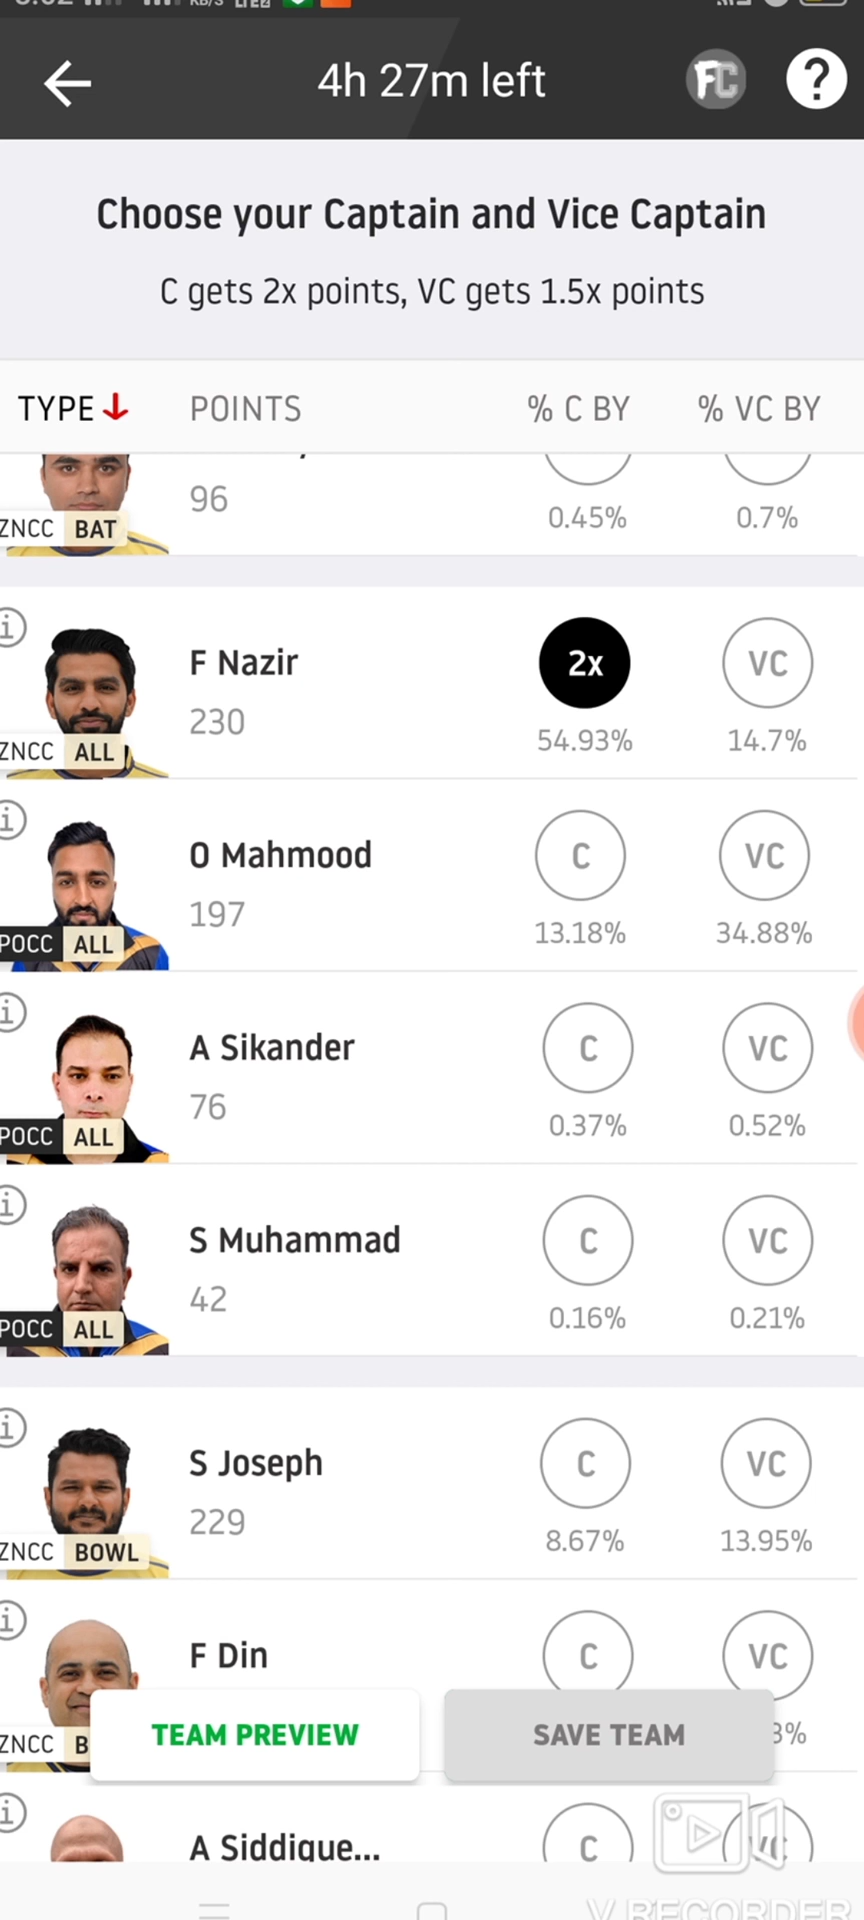 4h 27m left
FC
?
Choose your Captain and Vice Captain
C gets 2x points, VC gets 1.5x points
TYPE POINTS % C BY % VC BY
96
0.45% 0.7%
ZNCC BAT
F Nazir
2x VC
230
54.93% 14.7%
ZNCC ALL
O Mahmood
C VC
197
13.18% 34.88%
POCC ALL
A Sikander
C VC
76
0.37% 0.52%
POCC ALL
S Muhammad
C VC
42
0.16% 0.21%
POCC ALL
S Joseph
C VC
229
8.67% 13.95%
ZNCC BOWL
F Din
C VC
ZNCC B
TEAM PREVIEW
SAVE TEAM
3%
A Siddique...
C VC
V RECORDER